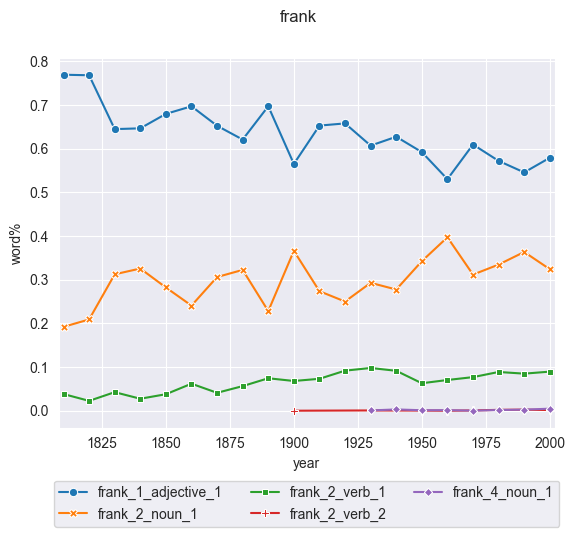 frank
0.8
0.7
0.6
0.5
0.4
0.3
0.2
0.1
0.0
word%
1825 1850 1875 1900 1925 1950 1975 2000
year
frank_1_adjective_1 frank_2_verb_1 frank_4_noun_1
frank_2_noun_1 frank_2_verb_2